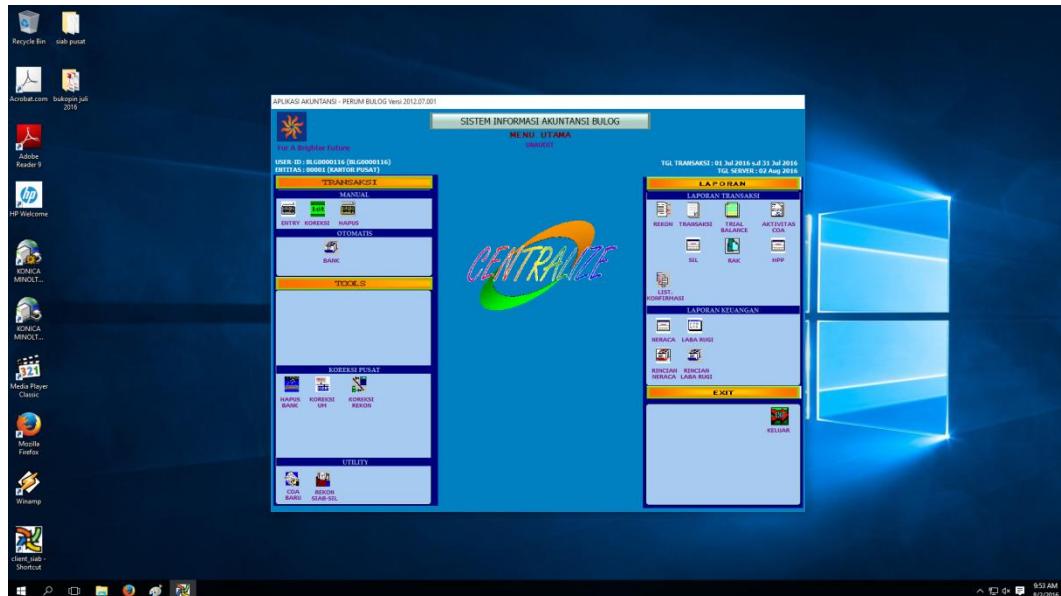 Recycle Bin
siab pusat
Acrobat.com
bukopin juli
2016
Adobe
Reader 9
HP Welcome
KONICA
MINOLT...
KONICA
MINOLT...
Media Player
Classic
Mozilla
Firefox
Winamp
client_siab -
Shortcut
APLIKASI AKUNTANSI - PERUM BULOG Versi 2012.07.001
SISTEM INFORMASI AKUNTANSI BULOG
MENU UTAMA
UNAUDIT
For A Brighter Future
USER-ID : BLG0000116 (BLG0000116)
ENTITAS : 00001 (KANTOR PUSAT)
TGL TRANSAKSI : 01 Jul 2016 s.d 31 Jul 2016
TGL SERVER : 02 Aug 2016
TRANSAKSI
MANUAL
ENTRY KOREKSI HAPUS
OTOMATIS
BANK
TOOLS
KOREKSI PUSAT
HAPUS
BANK
KOREKSI
UM
KOREKSI
REKON
UTILITY
COA
BARU
REKON
SIAB-SIL
CENTRALIZE
LAPORAN
LAPORAN TRANSAKSI
REKON TRANSAKSI
TRIAL
BALANCE
AKTIVITAS
COA
SIL RAK HPP
LIST.
KONFIRMASI
LAPORAN KEUANGAN
NERACA LABA RUGI
RINCIAN
NERACA
RINCIAN
LABA RUGI
EXIT
KELUAR
9:53 AM
8/2/2016